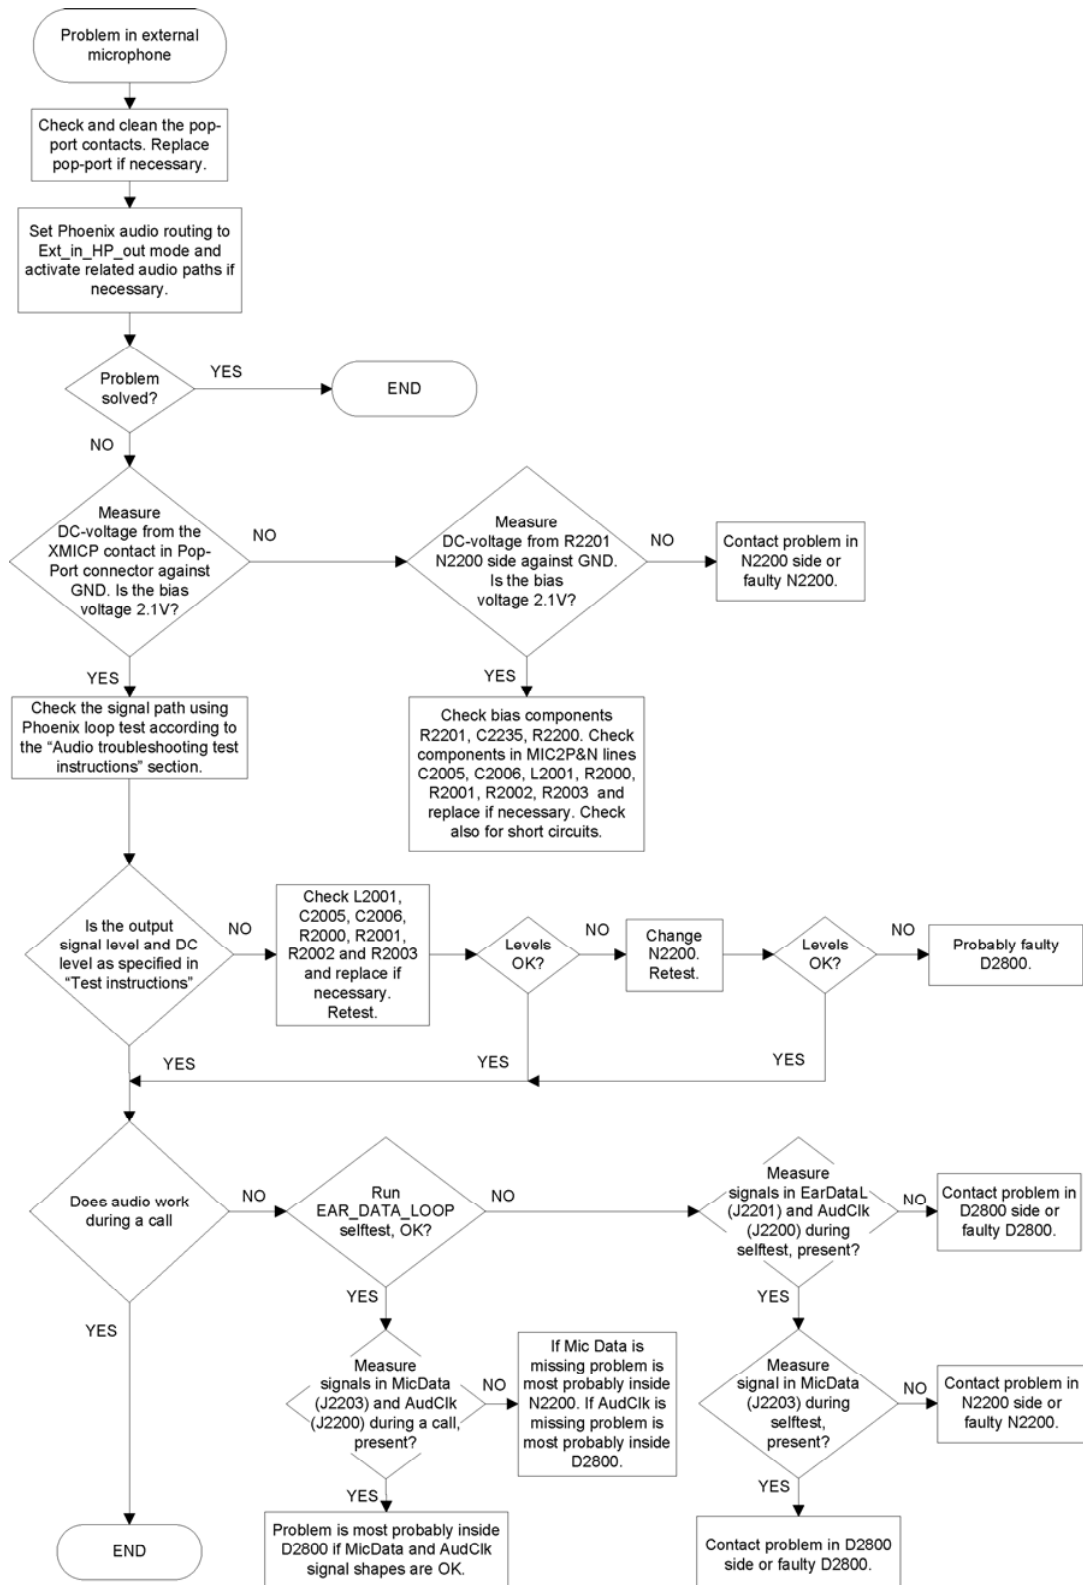 Problem in external
microphone
Check and clean the pop-
port contacts. Replace
pop-port if necessary.
Set Phoenix audio routing to
Ext_in_HP_out mode and
activate related audio paths if
necessary.
Problem
solved?
YES
END
NO
Measure
DC-voltage from the
XMICP contact in Pop-
Port connector against
GND. Is the bias
voltage 2.1V?
NO
Measure
DC-voltage from R2201
N2200 side against GND.
Is the bias
voltage 2.1V?
NO
Contact problem in
N2200 side or
faulty N2200.
YES
Check the signal path using
Phoenix loop test according to
the “Audio troubleshooting test
instructions” section.
YES
Check bias components
R2201, C2235, R2200. Check
components in MIC2P&N lines
C2005, C2006, L2001, R2000,
R2001, R2002, R2003 and
replace if necessary. Check
also for short circuits.
Is the output
signal level and DC
level as specified in
“Test instructions”
NO
Check L2001,
C2005, C2006,
R2000, R2001,
R2002 and R2003
and replace if
necessary.
Retest.
Levels
OK?
NO
Change
N2200.
Retest.
Levels
OK?
NO
Probably faulty
D2800.
YES
YES
YES
Does audio work
during a call
NO
Run
EAR_DATA_LOOP
selftest, OK?
NO
Measure
signals in EarDataL
(J2201) and AudClk
(J2200) during
selftest, present?
NO
Contact problem in
D2800 side or
faulty D2800.
YES
YES
YES
Measure
signals in MicData
(J2203) and AudClk
(J2200) during a call,
present?
NO
If Mic Data is
missing problem is
most probably inside
N2200. If AudClk is
missing problem is
most probably inside
D2800.
Measure
signal in MicData
(J2203) during
selftest,
present?
NO
Contact problem in
N2200 side or
faulty N2200.
YES
YES
END
Problem is most probably inside
D2800 if MicData and AudClk
signal shapes are OK.
Contact problem in D2800
side or faulty D2800.